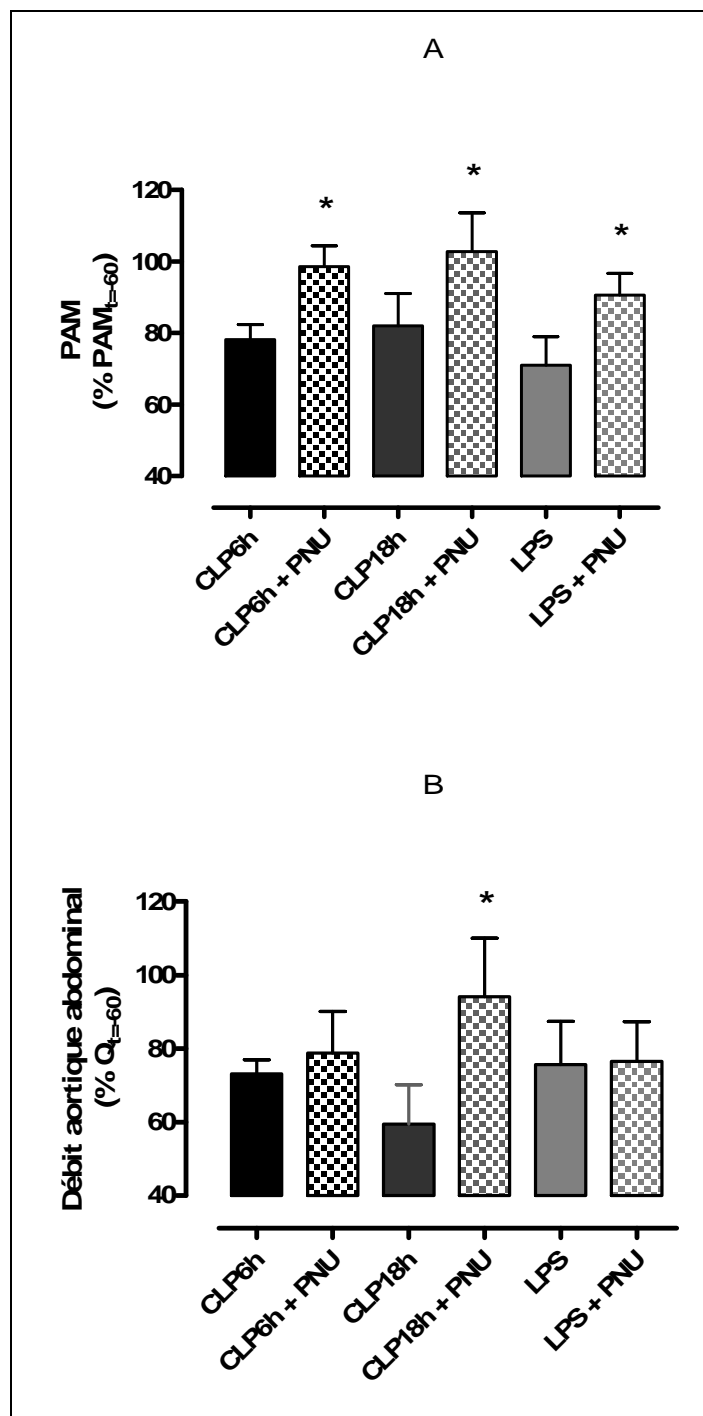 A
PAM
(% PAMt=-60)
120
100
80
60
40
* * *
CLP6h
CLP6h + PNU
CLP18h
CLP18h + PNU
LPS
LPS + PNU
B
Débit aortique abdominal
(% Qt=-60)
120
100
80
60
40
*
CLP6h
CLP6h + PNU
CLP18h
CLP18h + PNU
LPS
LPS + PNU